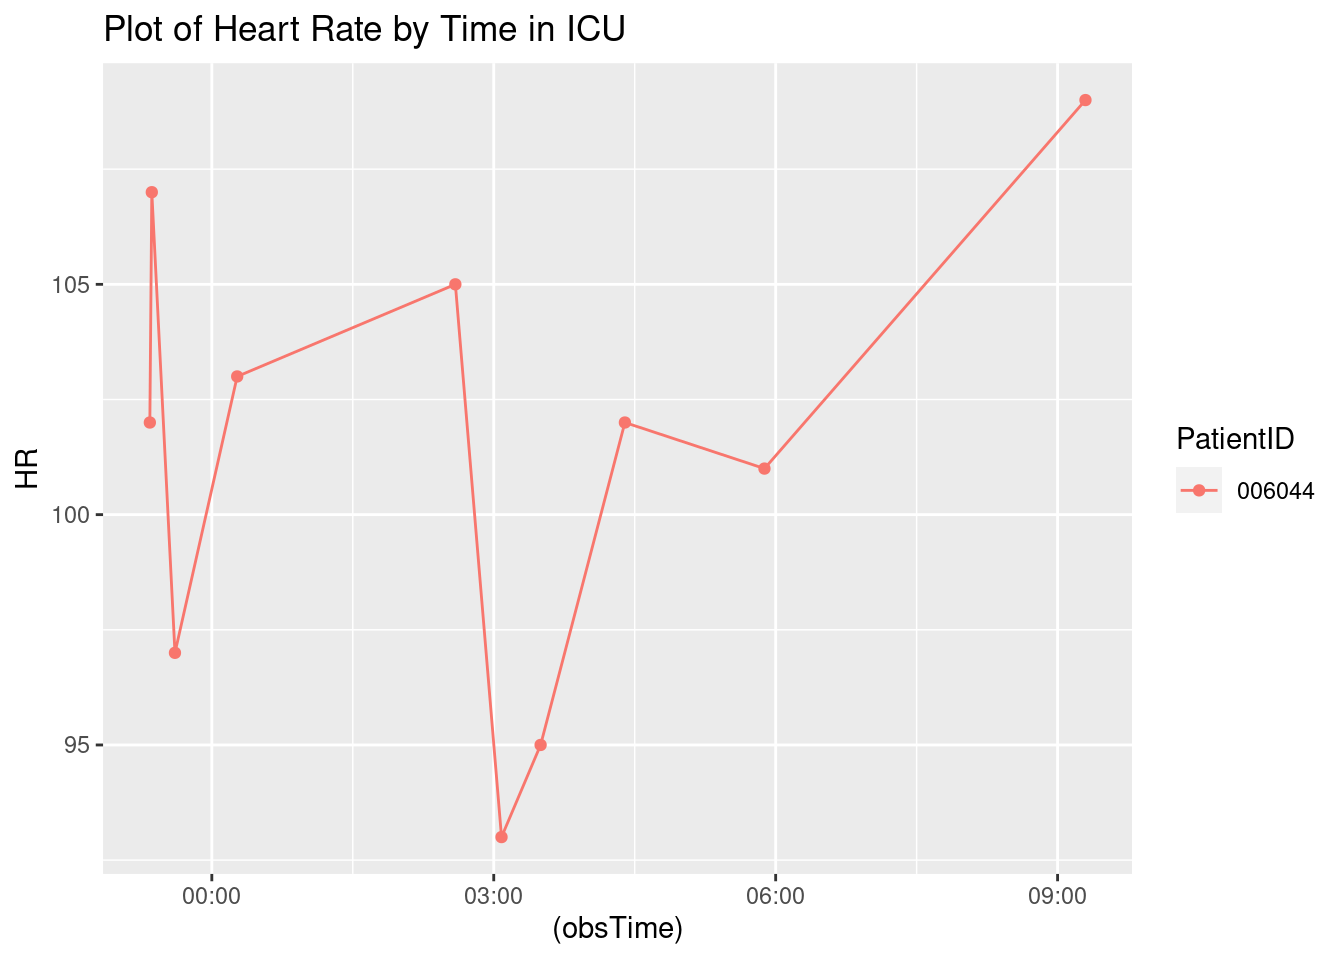 Plot of Heart Rate by Time in ICU
HR
105
100
95
00:00 03:00 06:00 09:00
(obsTime)
PatientID
006044